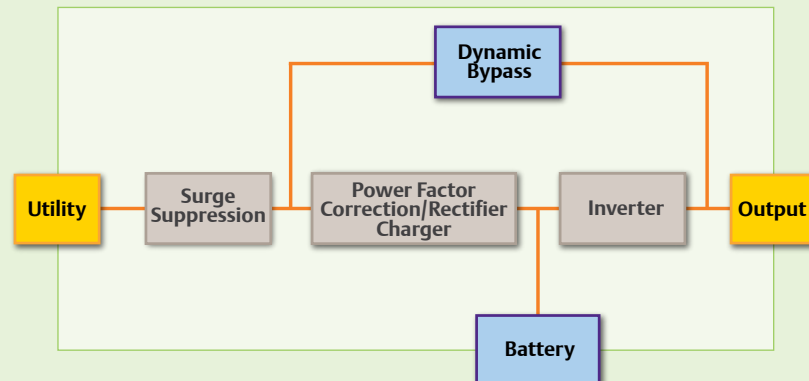 Dynamic
Bypass
Utility
Surge
Suppression
Power Factor
Correction/Rectifier
Charger
Inverter
Output
Battery